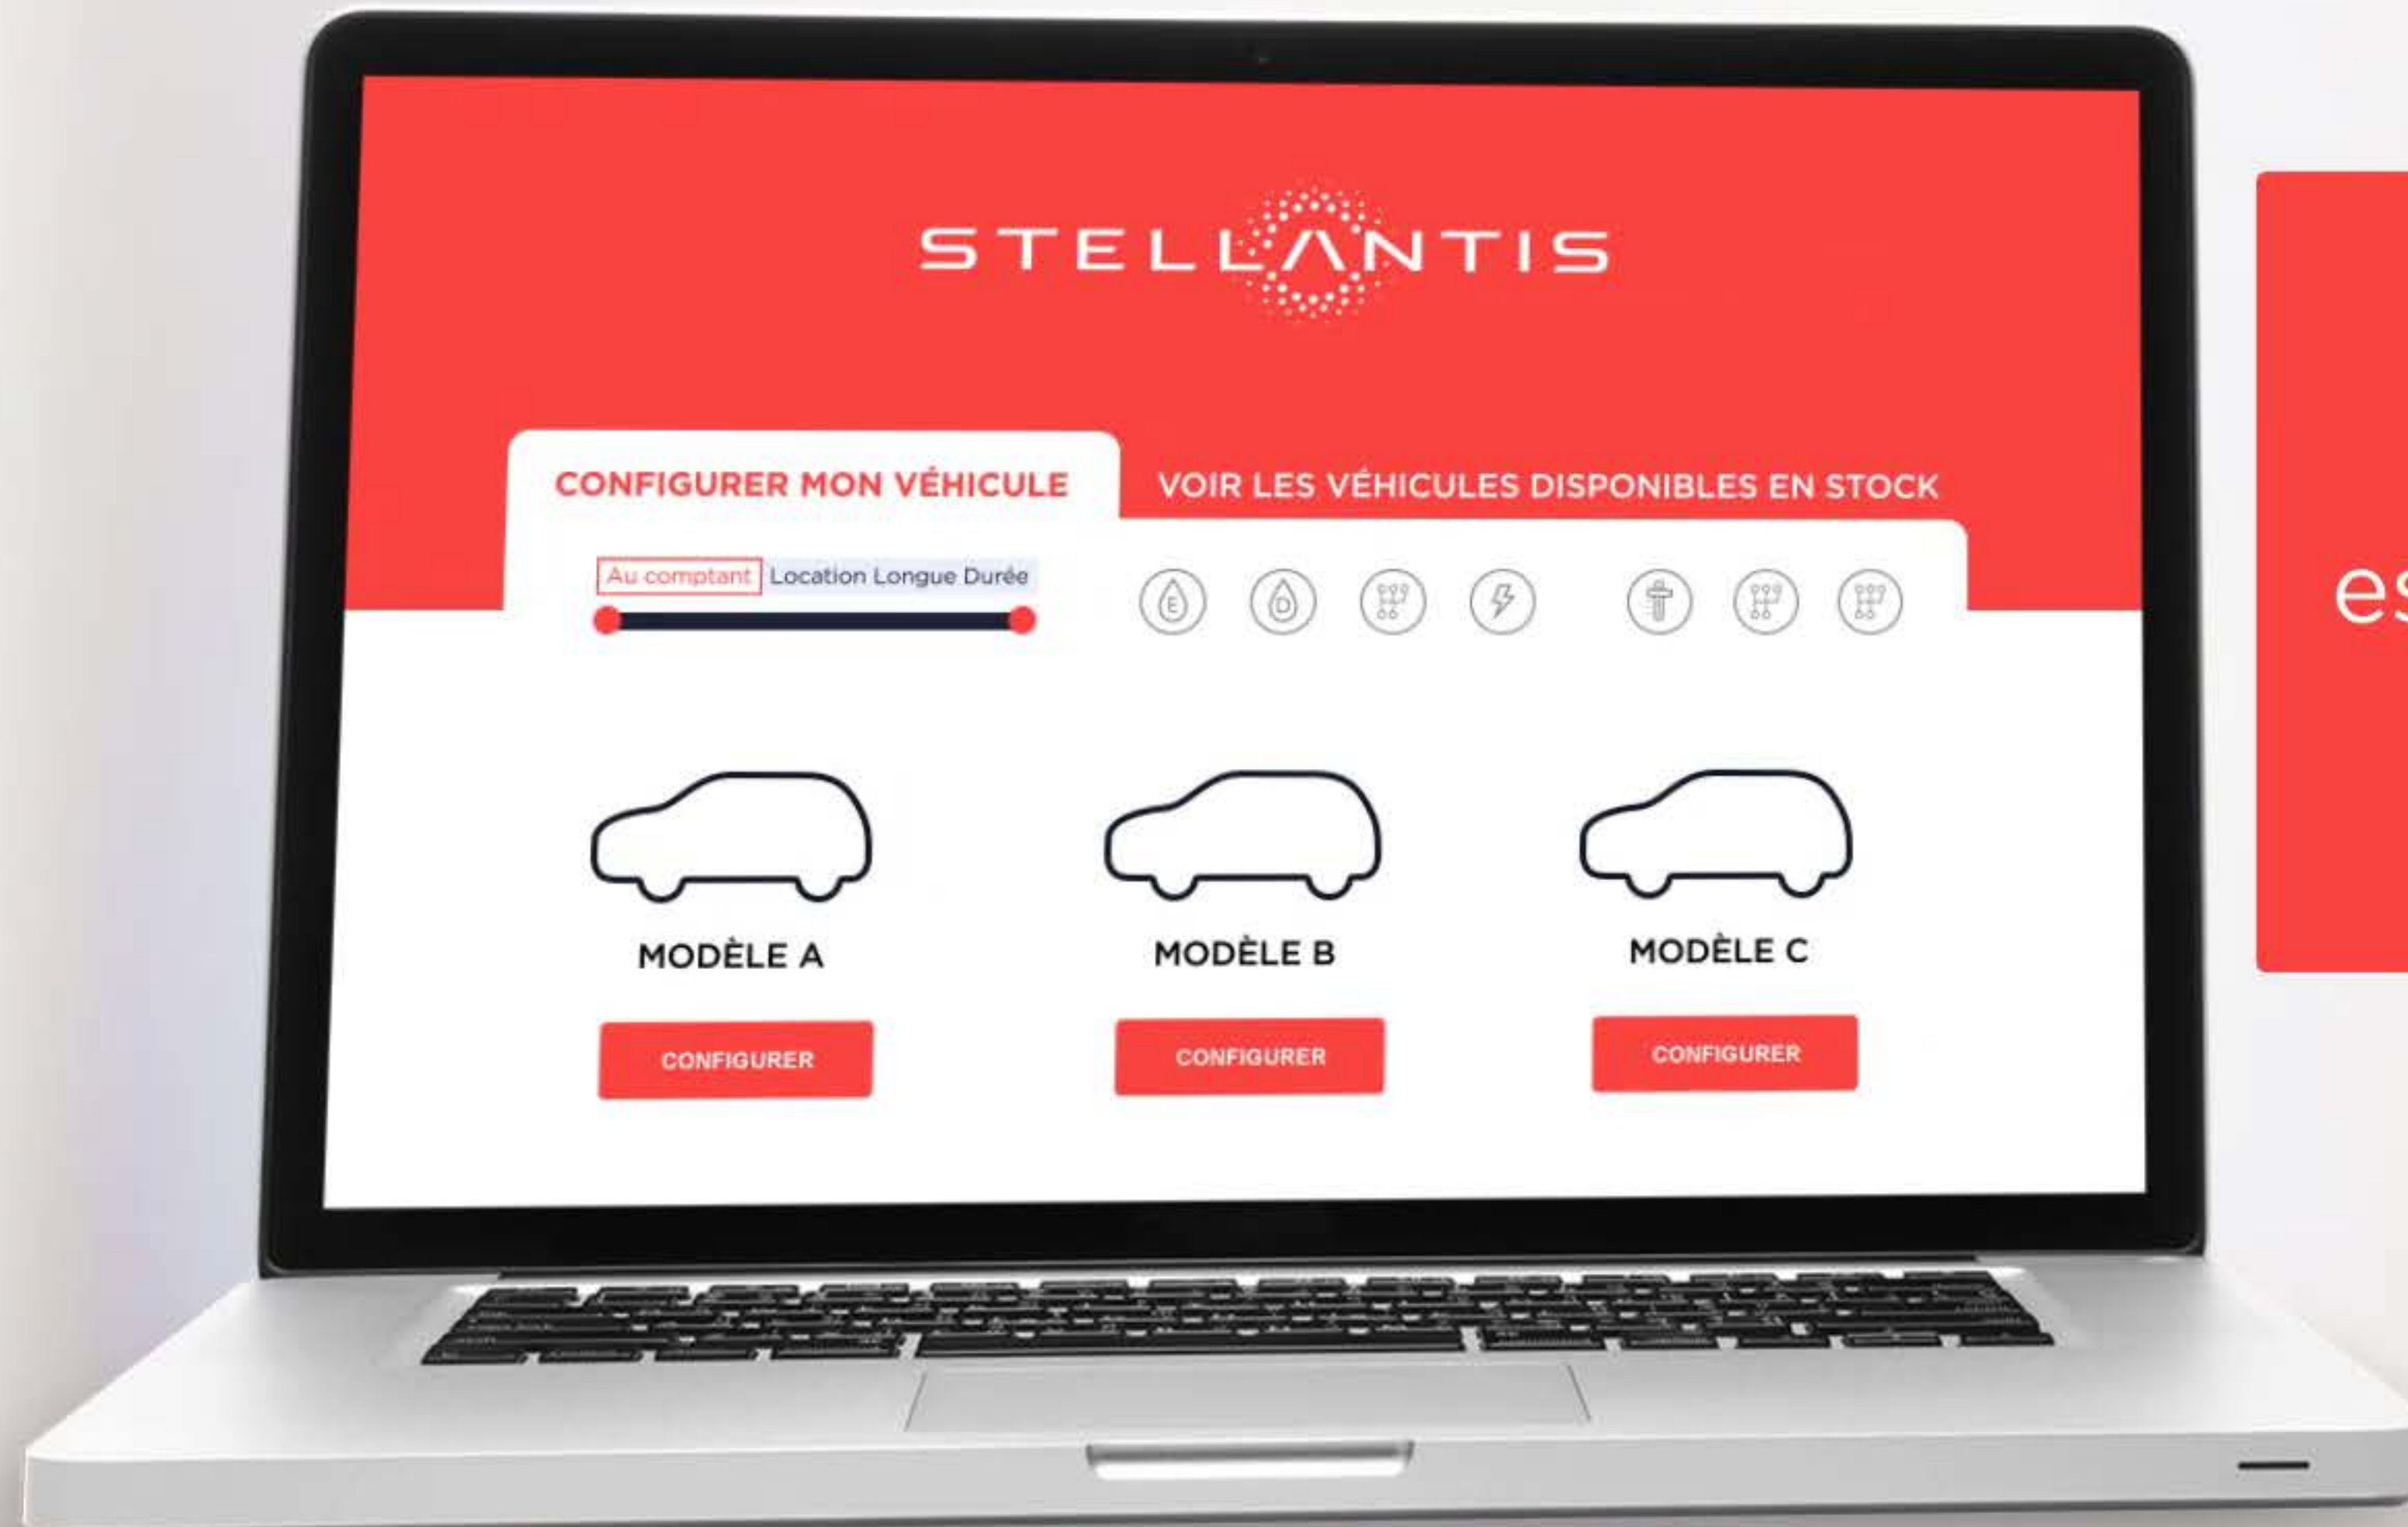 STELLANTIS
CONFIGURER MON VÉHICULE
VOIR LES VÉHICULES DISPONIBLES EN STOCK
Au comptant Location Longue Durée
E D
MODÈLE A
MODÈLE B
MODÈLE C
CONFIGURER
CONFIGURER
CONFIGURER